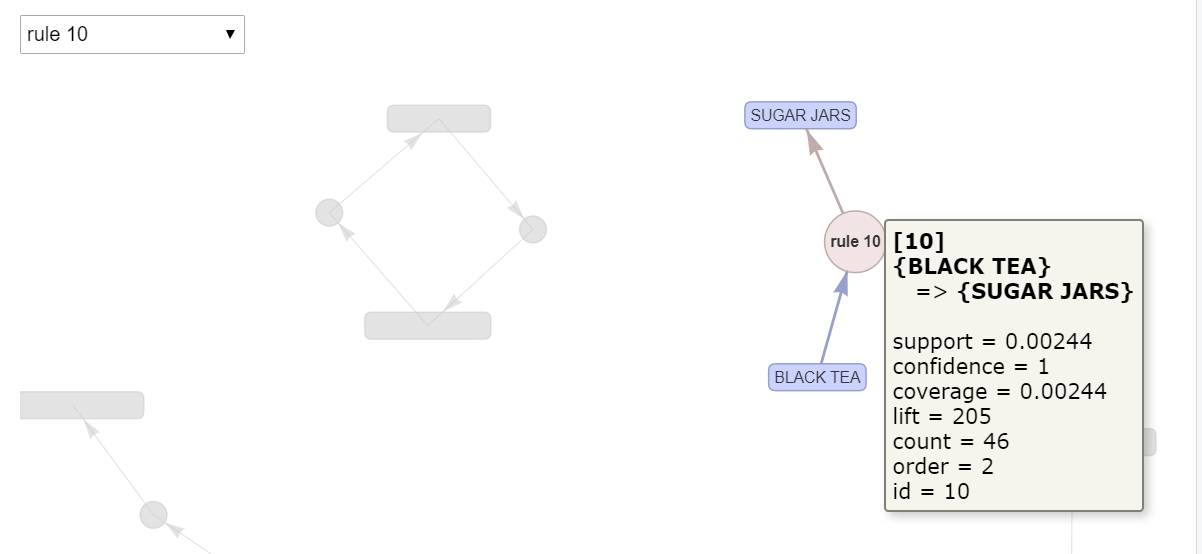 rule 10
SUGAR JARS
rule 10
[10]
{BLACK TEA}
=> {SUGAR JARS}
BLACK TEA
support = 0.00244
confidence = 1
coverage = 0.00244
lift = 205
count = 46
order = 2
id = 10